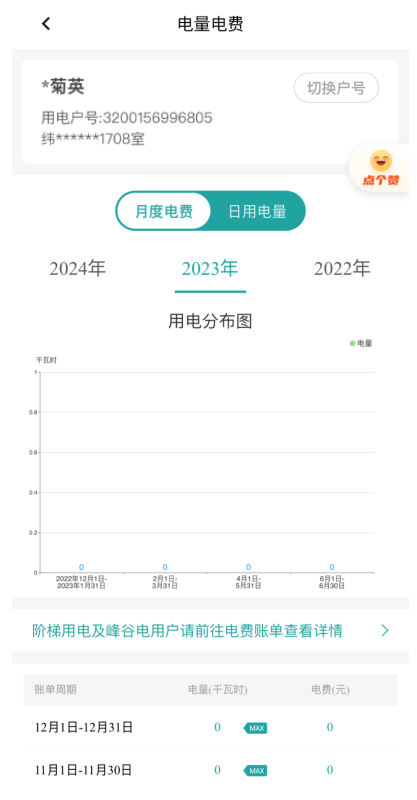 电量电费
*菊英
切换户号
用电户号:3200156996805
纬******1708室
点个赞
月度电费
日用电量
2024年
2023年
2022年
用电分布图
电量
千瓦时
1
0.8
0.6
0.4
0.2
0
0
0
0
0
2022年12月1日-
2023年1月31日
2月1日-
3月31日
4月1日-
5月31日
6月1日-
6月30日
阶梯用电及峰谷电用户请前往电费账单查看详情
账单周期 电量(千瓦时) 电费(元)
12月1日-12月31日 0 MAX 0
11月1日-11月30日 0 MAX 0